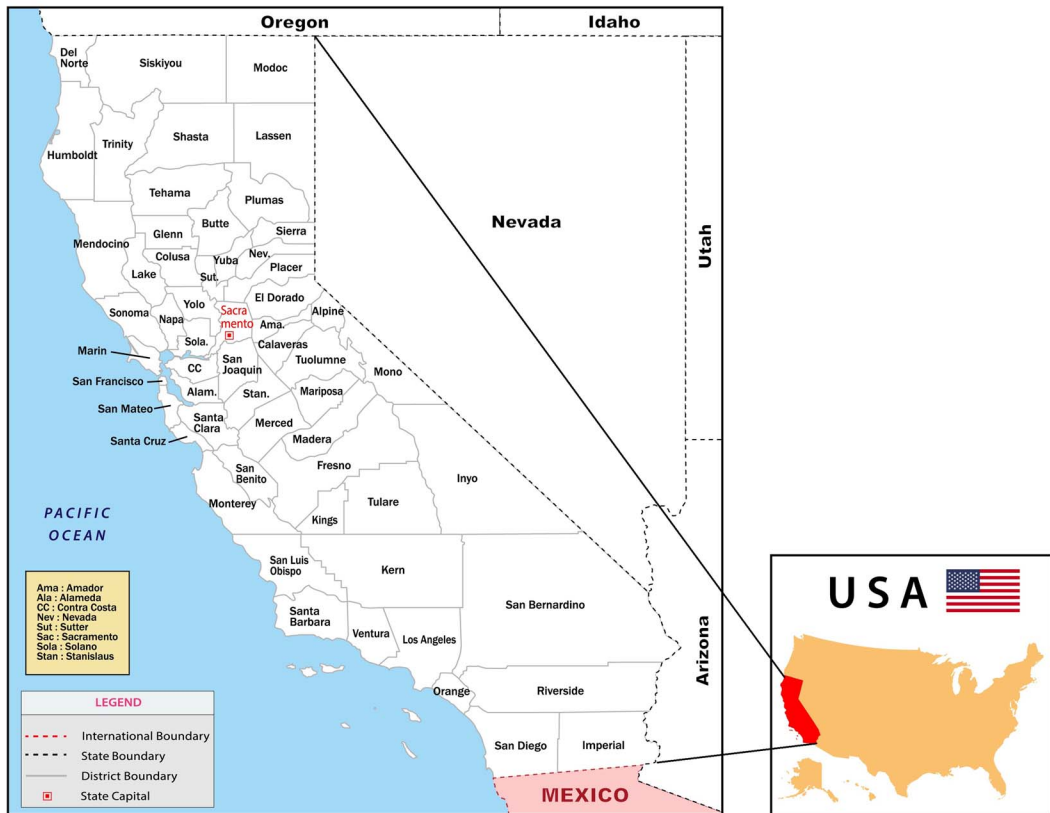 Oregon
Idaho
Del
Norte
Siskiyou
Modoc
Humboldt
Trinity
Shasta
Lassen
Tehama
Plumas
Nevada
Utah
Mendocino
Glenn
Butte
Sierra
Colusa
Lake
Sut.
Yuba
Nev.
Placer
Sonoma
Napa
Yolo
Sacra
mento
El Dorado
Alpine
Ama.
Sola.
Calaveras
Marin
CC
San
Joaquin
Tuolumne
Mono
San Francisco
Alam.
Stan.
Mariposa
San Mateo
Santa
Clara
Merced
Santa Cruz
Madera
San
Benito
Fresno
Inyo
Monterey
Kings
Tulare
PACIFIC
OCEAN
San Luis
Obispo
Kern
San Bernardino
Santa
Barbara
Ventura
Los Angeles
Arizona
Orange
Riverside
San Diego
Imperial
MEXICO
Ama : Amador
Ala : Alameda
CC : Contra Costa
Nev : Nevada
Sut : Sutter
Sac : Sacramento
Sola : Solano
Stan : Stanislaus
LEGEND
International Boundary
State Boundary
District Boundary
State Capital
USA